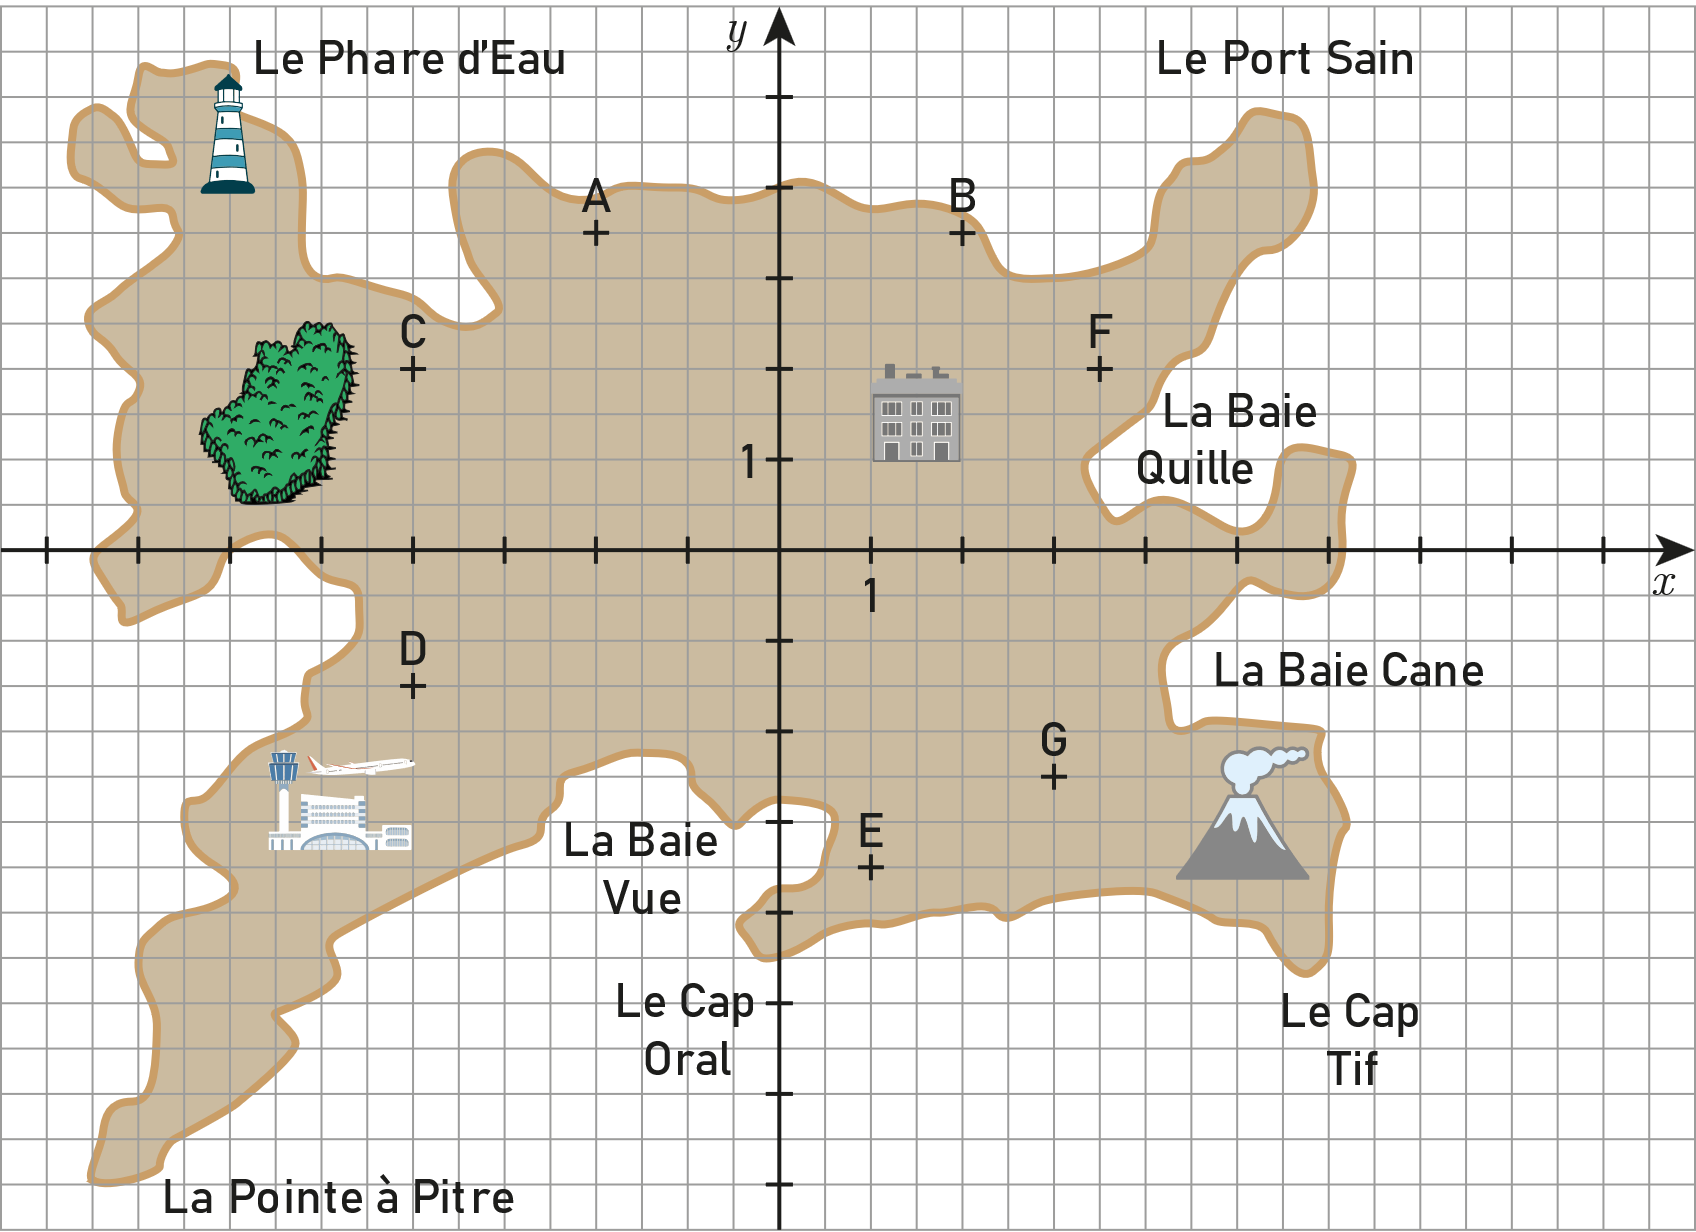 y
Le Phare d'Eau
Le Port Sain
A
B
C
F
La Baie
Quille
1
1
x
D
La Baie Cane
G
E
La Baie
Vue
Le Cap
Oral
Le Cap
Tif
La Pointe à Pitre